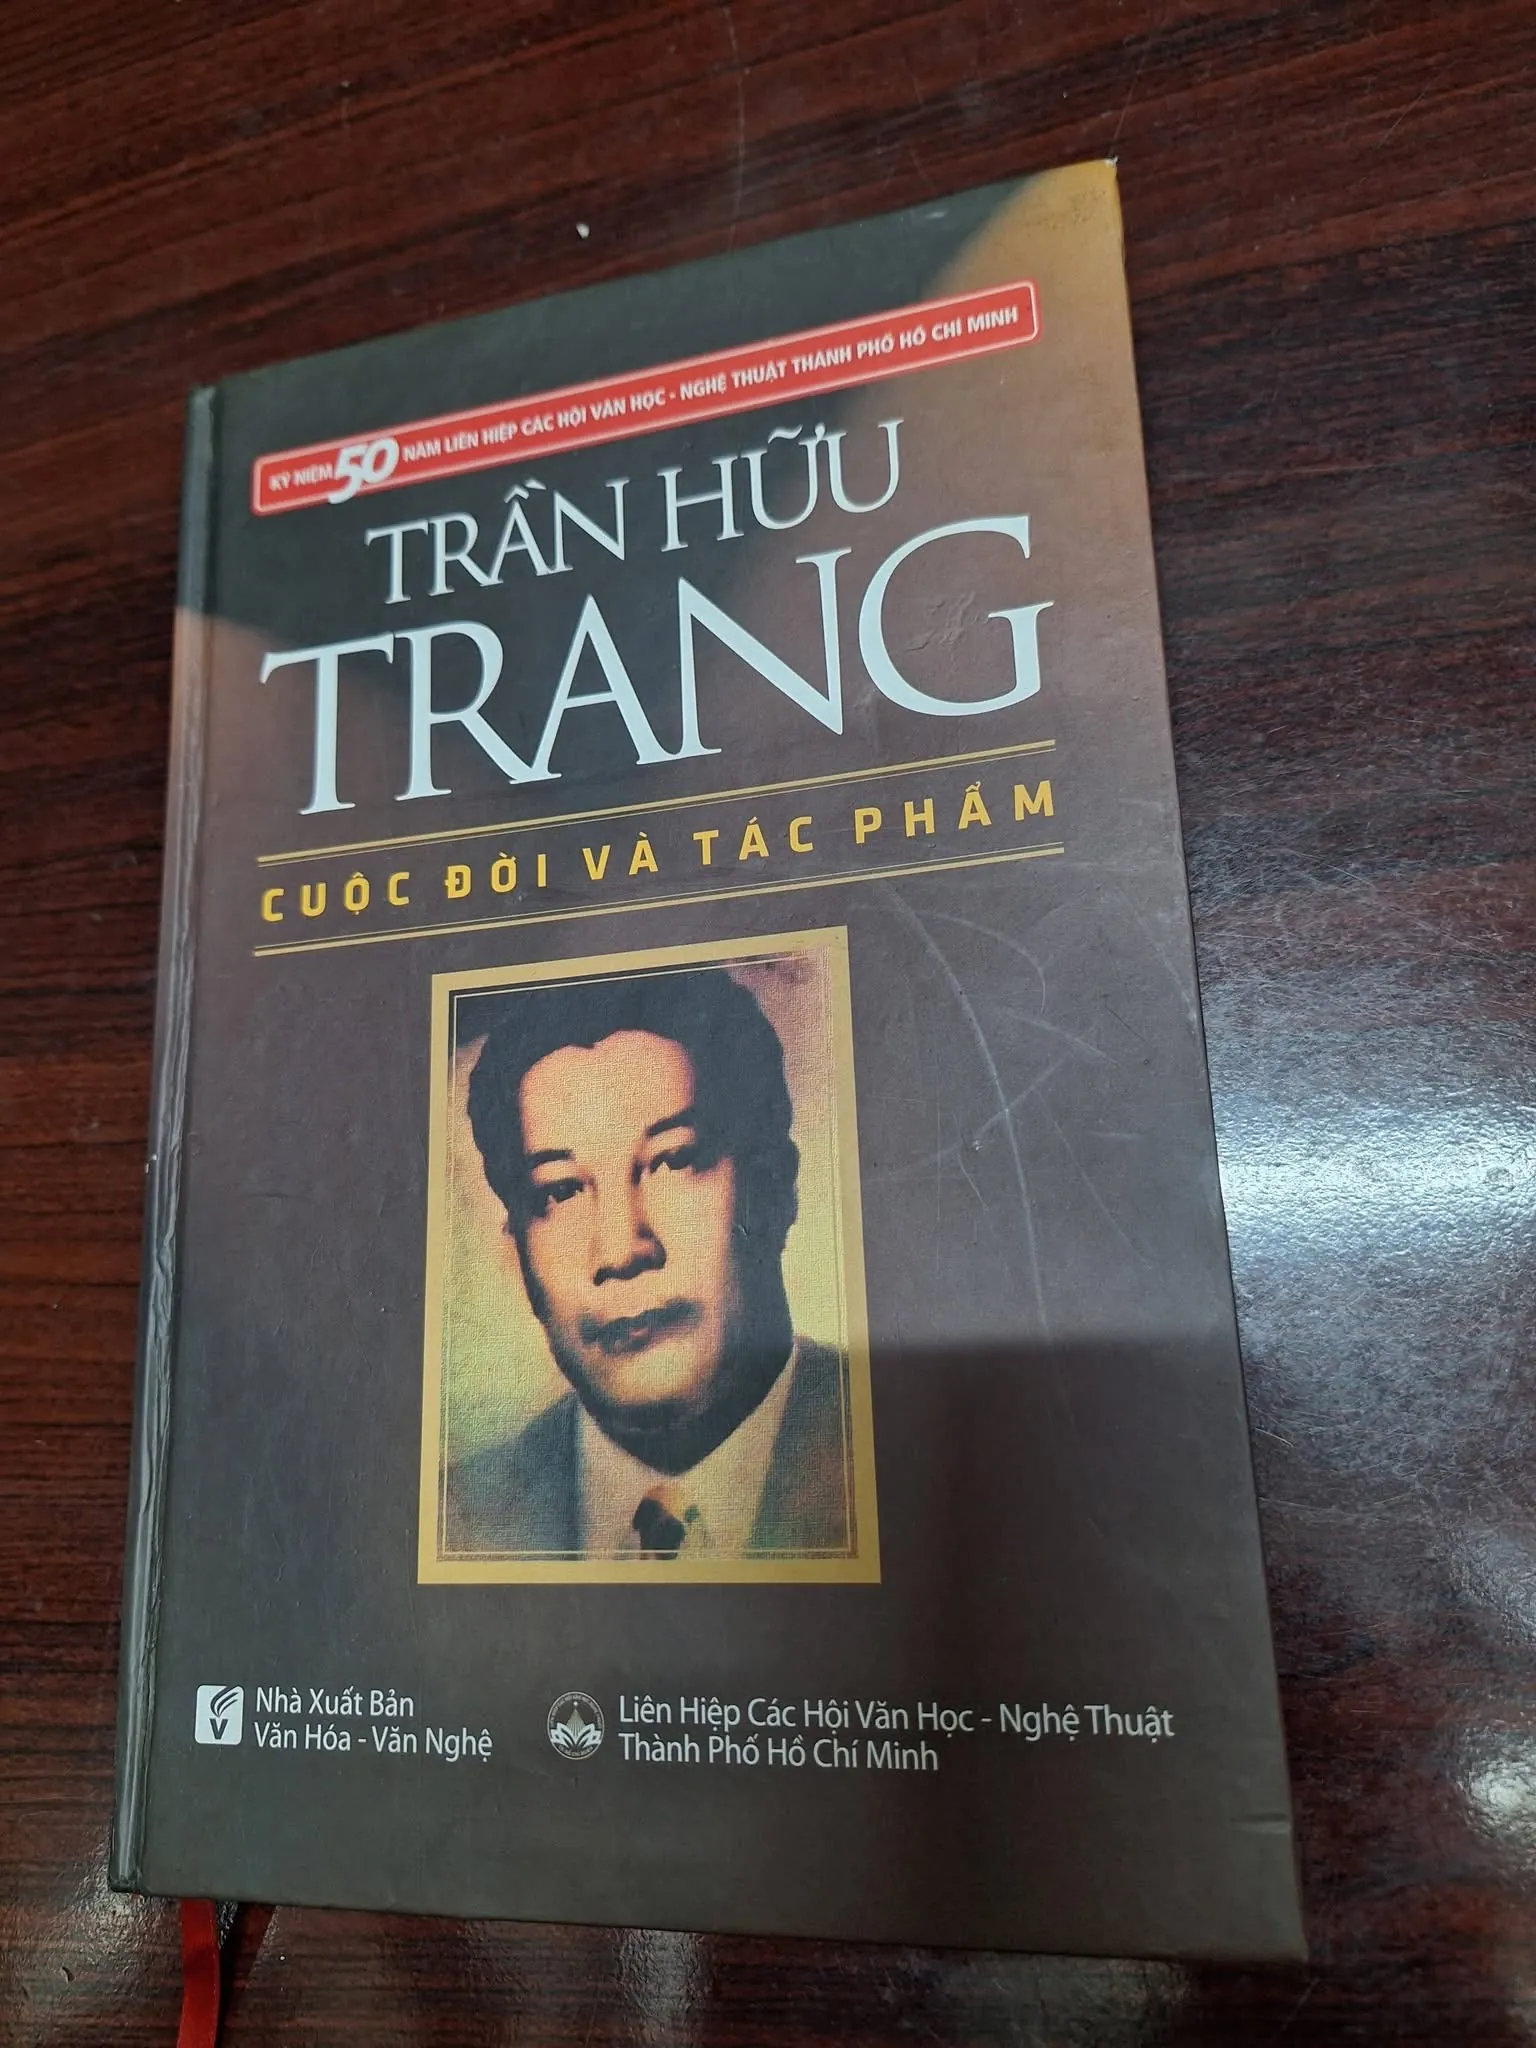 KỶ NIỆM 50 NĂM LIÊN HIỆP CÁC HỘI VĂN HỌC - NGHỆ THUẬT THÀNH PHỐ HỒ CHÍ MINH
TRẦN HỮU
TRANG
CUỘC ĐỜI VÀ TÁC PHẨM
Nhà Xuất Bản
Văn Hóa - Văn Nghệ
Liên Hiệp Các Hội Văn Học - Nghệ Thuật
Thành Phố Hồ Chí Minh